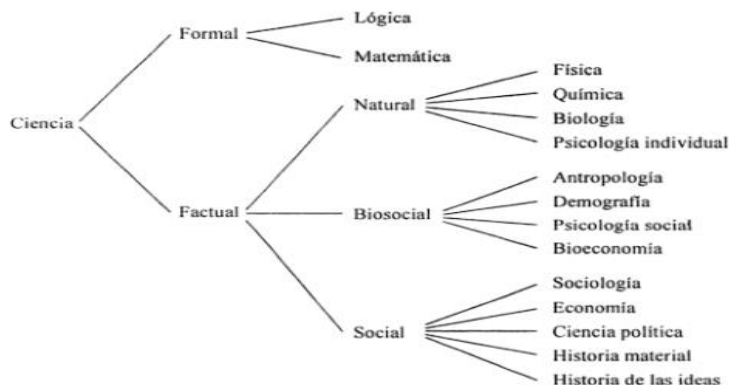 Ciencia
Formal
Lógica
Matemática
Factual
Natural
Física
Química
Biología
Psicología individual
Biosocial
Antropología
Demografía
Psicología social
Bioeconomía
Social
Sociología
Economía
Ciencia política
Historia material
Historia de las ideas